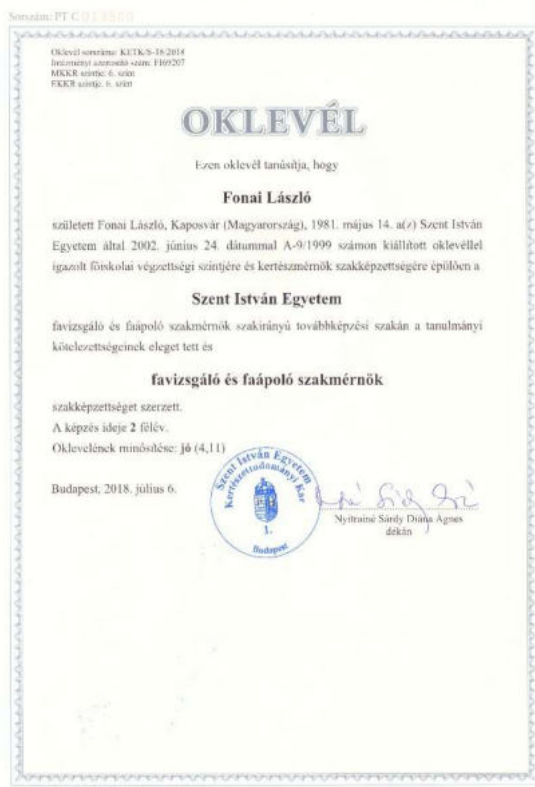 Sorszám: PT C 013800
Oklevél sorszáma: KETK/S-18/2018
Intézményi azonosító szám: FI69207
MKKR szintje: 6. szint
EKKR szintje: 6. szint
OKLEVÉL
Ezen oklevél tanúsítja, hogy
Fonai László
született Fonai László, Kaposvár (Magyarország), 1981. május 14. a(z) Szent István
Egyetem által 2002. június 24. dátummal A-9/1999 számon kiállított oklevéllel
igazolt főiskolai végzettségi szintjére és kertészmérnök szakképzettségére épülően a
Szent István Egyetem
favizsgáló és faápoló szakmérnök szakirányú továbbképzési szakán a tanulmányi
kötelezettségeinek eleget tett és
favizsgáló és faápoló szakmérnök
szakképzettséget szerzett.
A képzés ideje 2 félév.
Oklevelének minősítése: jó (4,11)
Budapest, 2018. július 6.
Szent István Egyetem
Kertészettudományi Kar
1.
Budapest
Nyitrainé Sárdy Diána Ágnes
dékán